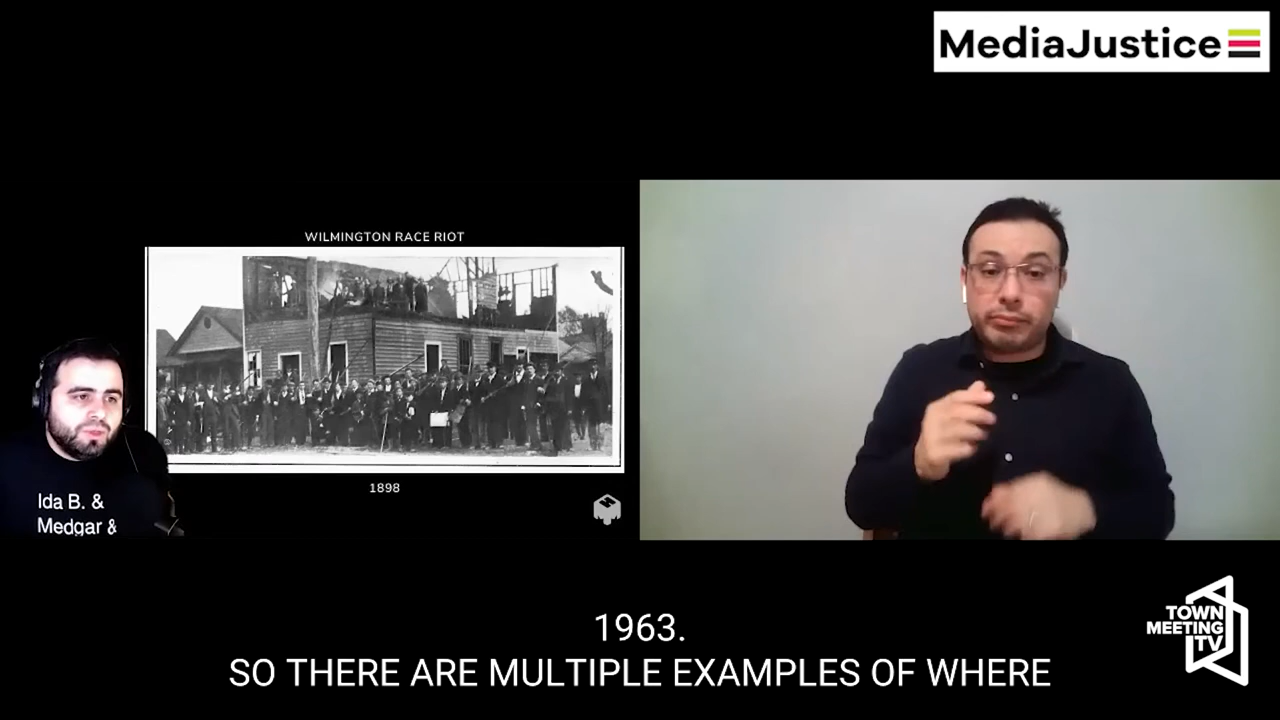 MediaJustice
WILMINGTON RACE RIOT
1898
Ida B. &
Medgar &
1963.
SO THERE ARE MULTIPLE EXAMPLES OF WHERE
TOWN
MEETING
TV